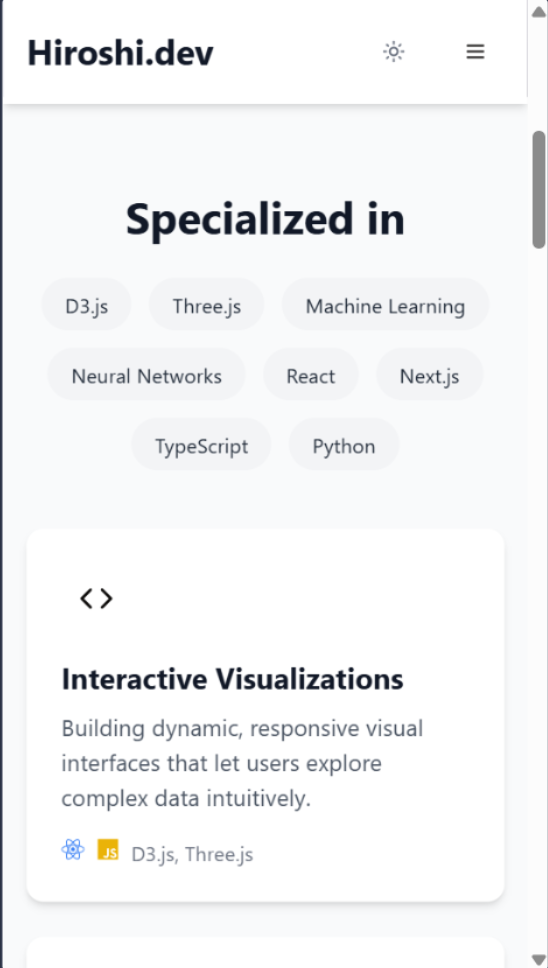 Hiroshi.dev
Specialized in
D3.js
Three.js
Machine Learning
Neural Networks
React
Next.js
TypeScript
Python
Interactive Visualizations
Building dynamic, responsive visual
interfaces that let users explore
complex data intuitively.
JS D3.js, Three.js